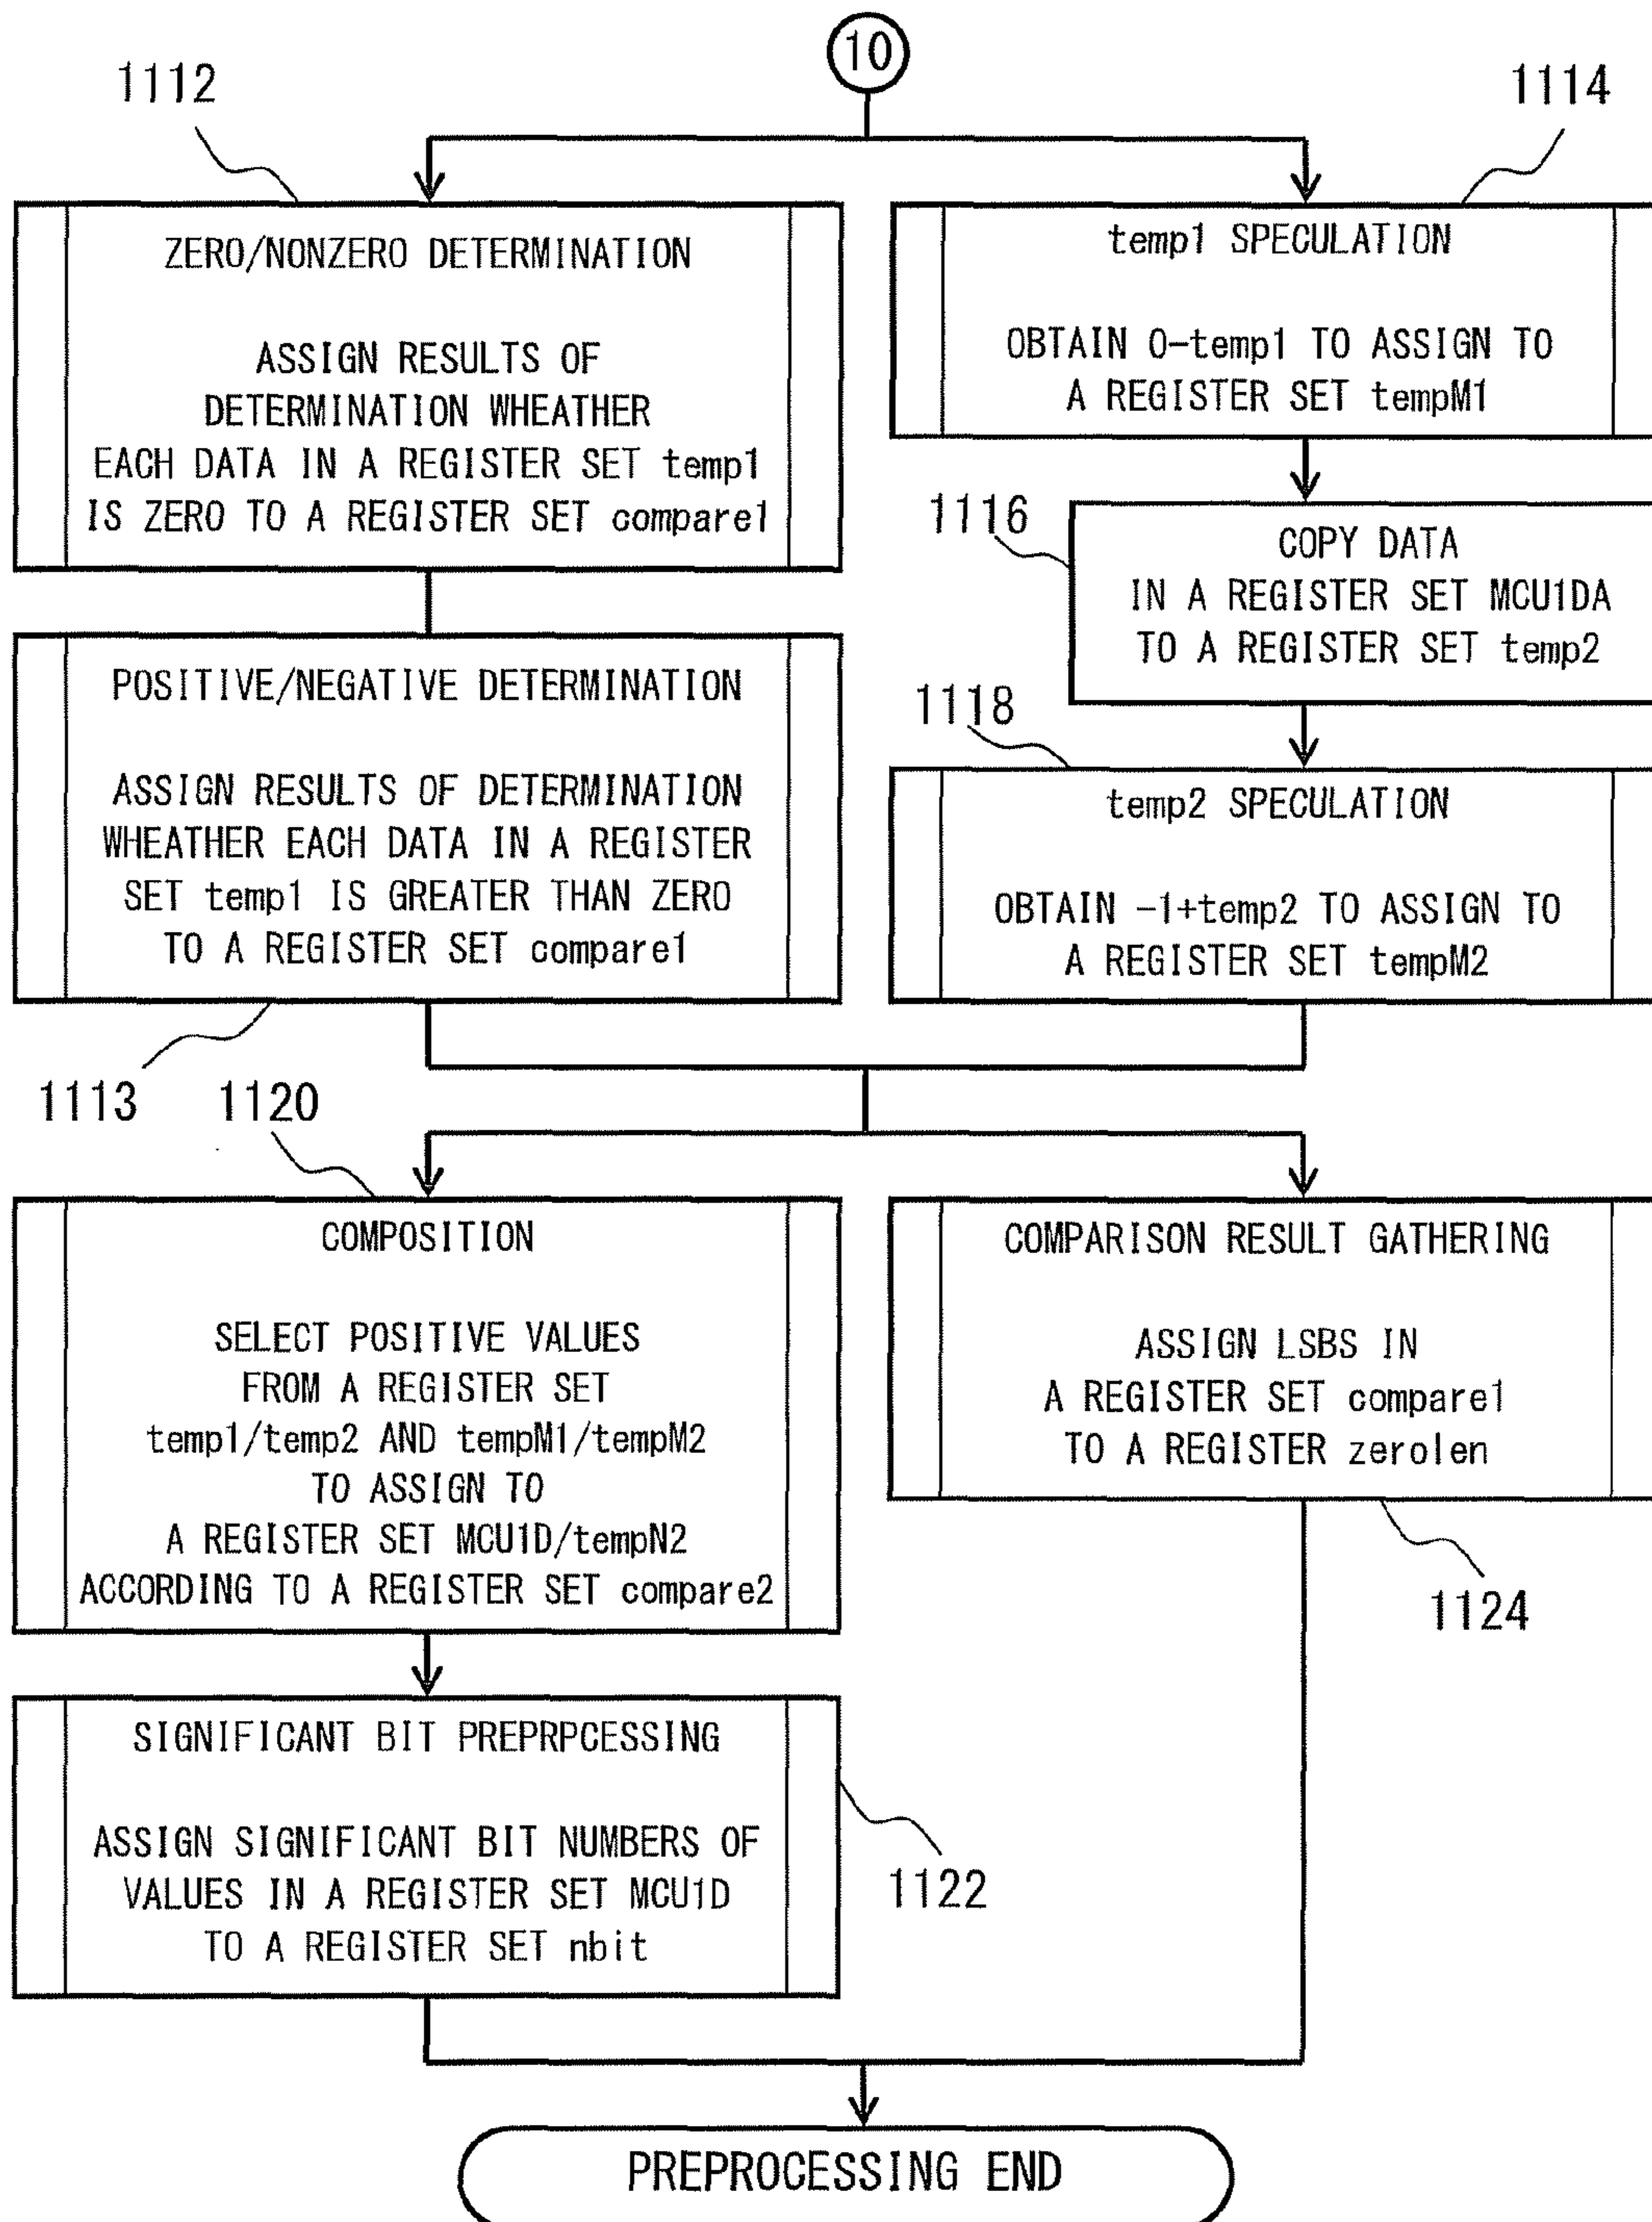 10
1112
1114
ZERO/NONZERO DETERMINATION
ASSIGN RESULTS OF
DETERMINATION WHEATHER
EACH DATA IN A REGISTER SET temp1
IS ZERO TO A REGISTER SET compare1
temp1 SPECULATION
OBTAIN 0-temp1 TO ASSIGN TO
A REGISTER SET tempM1
1116
COPY DATA
IN A REGISTER SET MCU1DA
TO A REGISTER SET temp2
POSITIVE/NEGATIVE DETERMINATION
ASSIGN RESULTS OF DETERMINATION
WHEATHER EACH DATA IN A REGISTER
SET temp1 IS GREATER THAN ZERO
TO A REGISTER SET compare1
1113
1118
temp2 SPECULATION
OBTAIN -1+temp2 TO ASSIGN TO
A REGISTER SET tempM2
1120
COMPOSITION
SELECT POSITIVE VALUES
FROM A REGISTER SET
temp1/temp2 AND tempM1/tempM2
TO ASSIGN TO
A REGISTER SET MCU1D/tempN2
ACCORDING TO A REGISTER SET compare2
COMPARISON RESULT GATHERING
ASSIGN LSBS IN
A REGISTER SET compare1
TO A REGISTER zerolen
1124
SIGNIFICANT BIT PREPRPCESSING
ASSIGN SIGNIFICANT BIT NUMBERS OF
VALUES IN A REGISTER SET MCU1D
TO A REGISTER SET nbit
1122
PREPROCESSING END